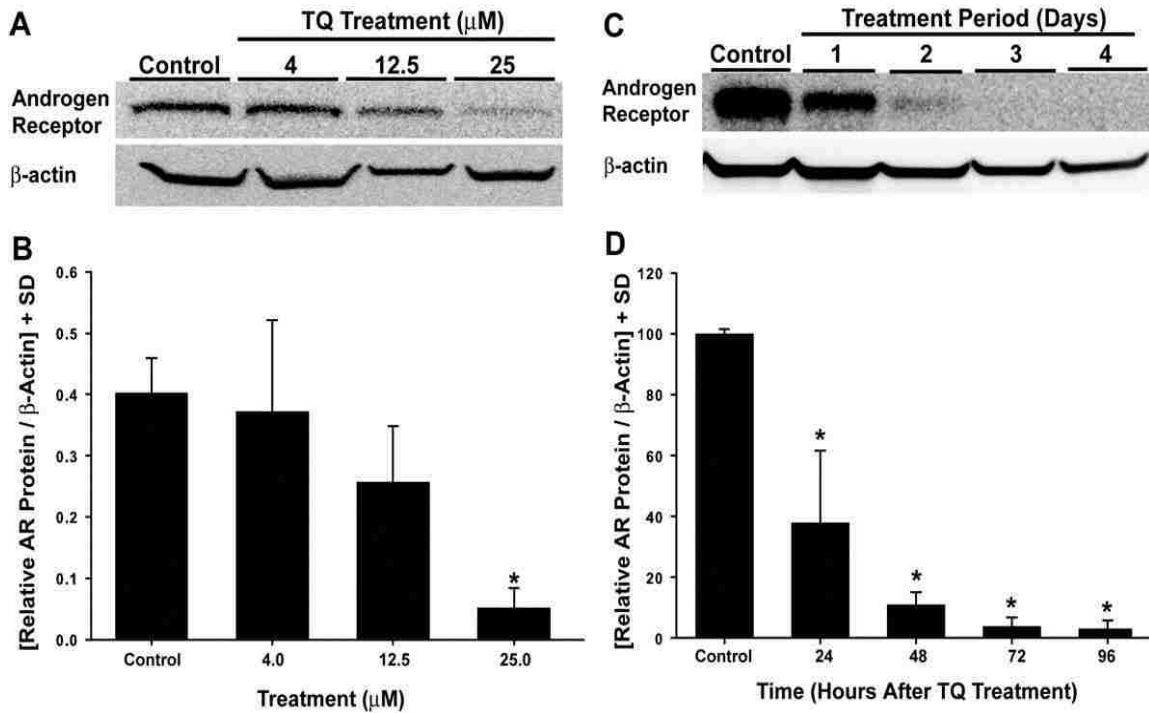 A
TQ Treatment (μM)
Control 4 12.5 25
Androgen
Receptor
β-actin
B
[Relative AR Protein / β-Actin] + SD
0.6
0.5
0.4
0.3
0.2
0.1
0.0
*
Control 4.0 12.5 25.0
Treatment (μM)
C
Treatment Period (Days)
Control 1 2 3 4
Androgen
Receptor
β-actin
D
[Relative AR Protein / β-Actin] + SD
120
100
80
60
40
20
0
* * * *
Control 24 48 72 96
Time (Hours After TQ Treatment)